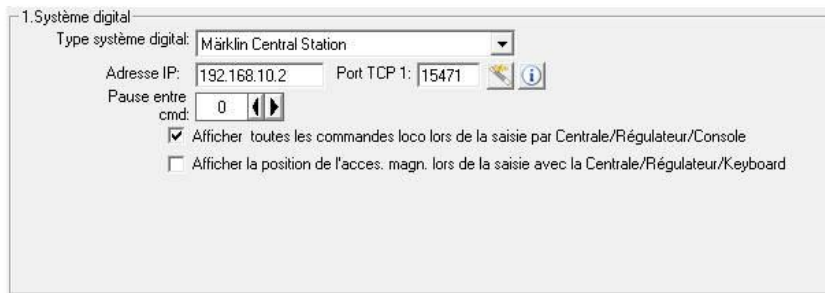 1.Système digital
Type système digital: Märklin Central Station
Adresse IP: 192.168.10.2 Port TCP 1: 15471
Pause entre
cmd: 0
Afficher toutes les commandes loco lors de la saisie par Centrale/Régulateur/Console
Afficher la position de l'acces. magn. lors de la saisie avec la Centrale/Régulateur/Keyboard